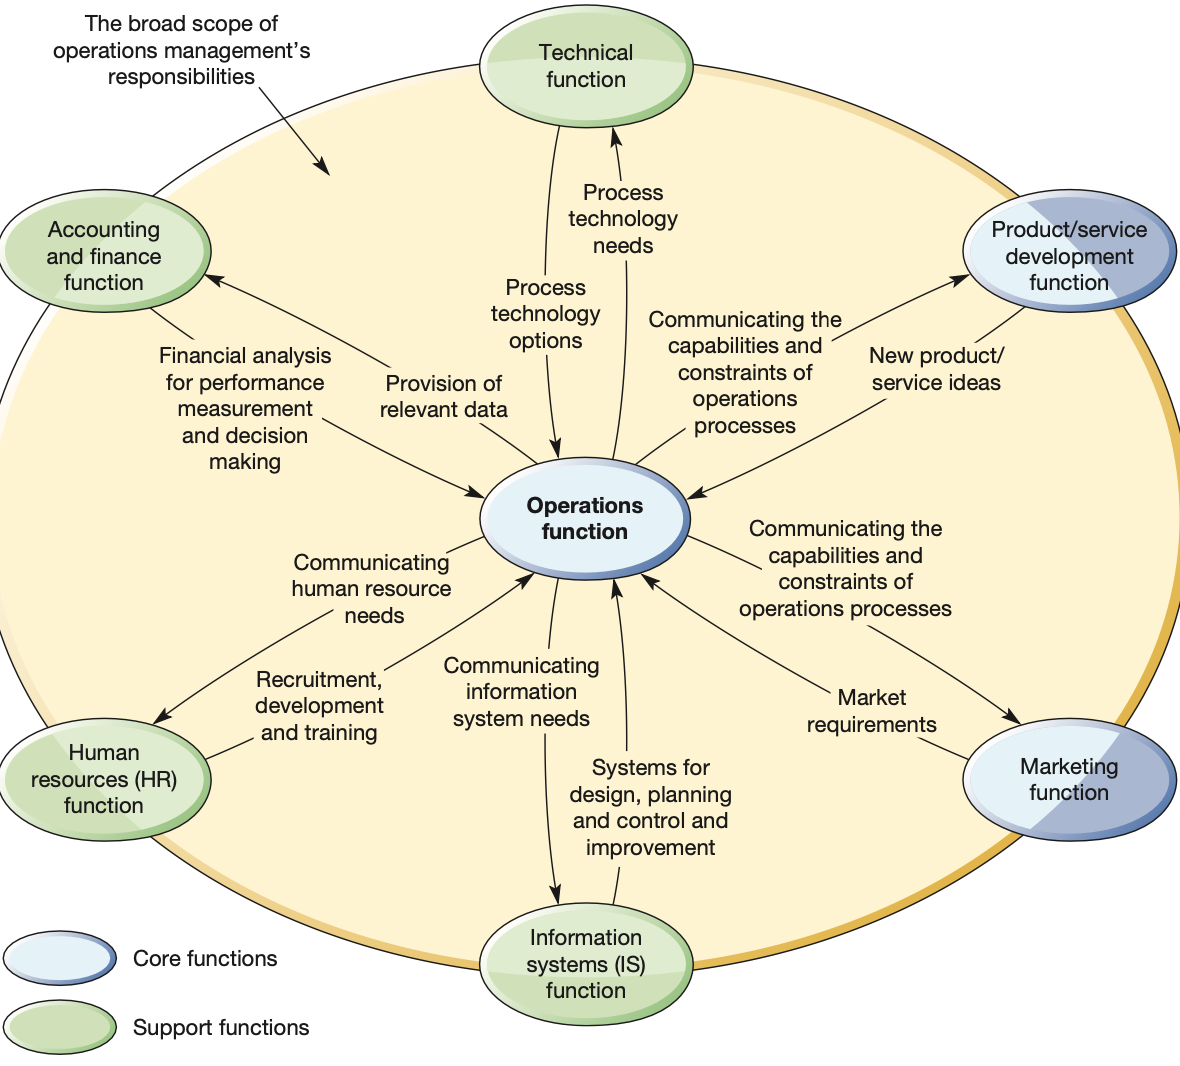 The broad scope of
operations management's
responsibilities
Technical
function
Accounting
and finance
function
Product/service
development
function
Process
technology
needs
Process
technology
options
Communicating the
capabilities and
constraints of
operations
processes
New product/
service ideas
Financial analysis
for performance
measurement
and decision
making
Provision of
relevant data
Operations
function
Communicating
human resource
needs
Communicating the
capabilities and
constraints of
operations processes
Recruitment,
development
and training
Communicating
information
system needs
Market
requirements
Systems for
design, planning
and control and
improvement
Human
resources (HR)
function
Marketing
function
Information
systems (IS)
function
Core functions
Support functions